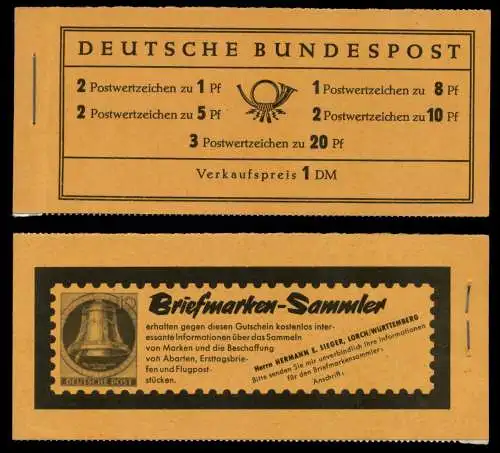 DEUTSCHE BUNDESPOST
2 Postwertzeichen zu 1 Pf
1 Postwertzeichen zu 8 Pf
2 Postwertzeichen zu 5 Pf
2 Postwertzeichen zu 10 Pf
3 Postwertzeichen zu 20 Pf
Verkaufspreis 1 DM
Briefmarken-Sammler
erhalten gegen diesen Gutschein kostenlos inter-
essante Informationen über das Sammeln
von Marken und die Beschaffung
von Abarten, Ersttagsbrie-
fen und Flugpost-
stücken.
Herrn HERMANN E. SIEGER, LORCH/WÜRTTEMBERG
Bitte senden Sie mir unverbindlich Ihre Informationen
für den Briefmarkensammler.
Anschrift:
DEUTSCHE POST